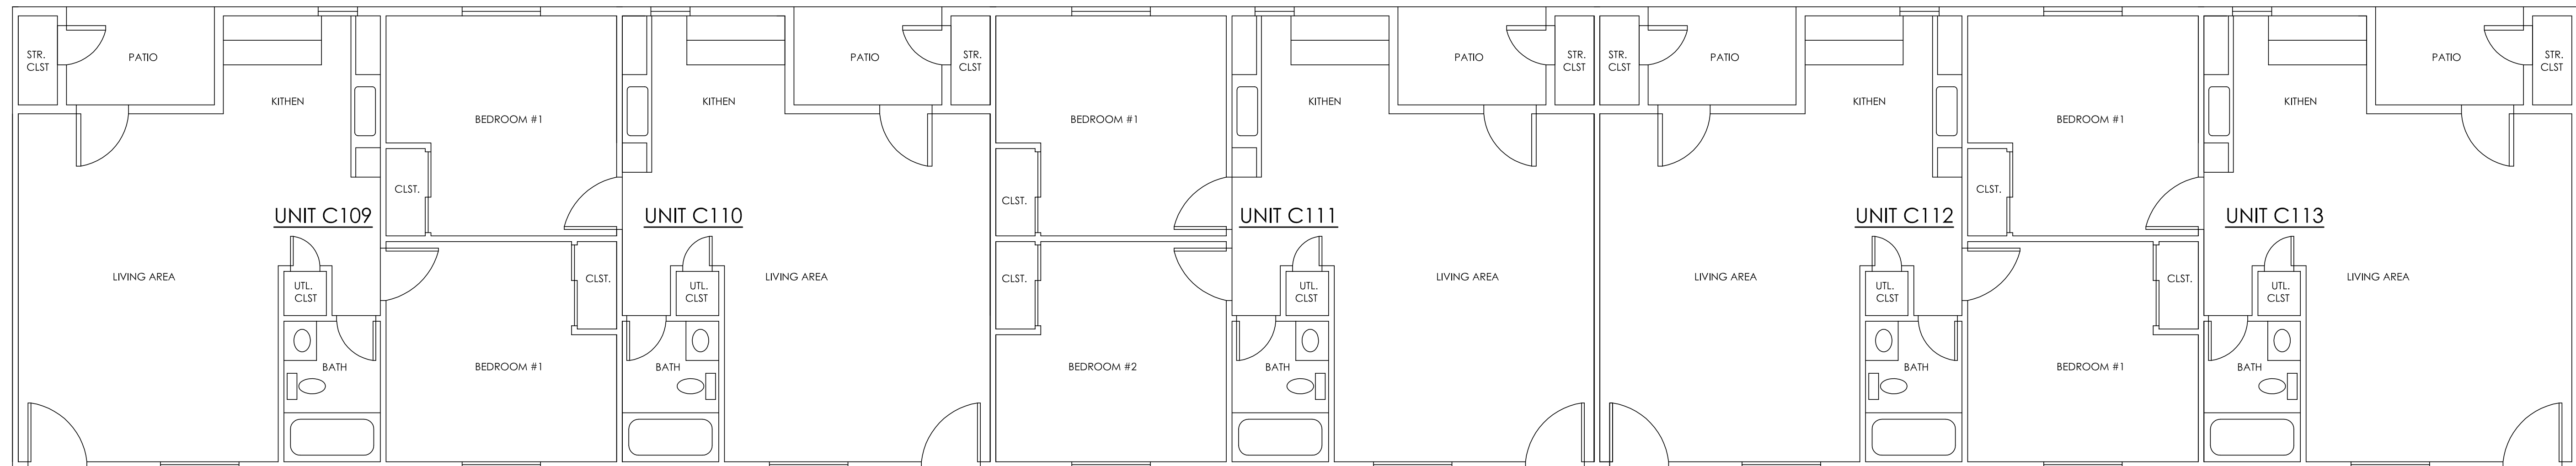 STR.
CLST
PATIO
KITHEN
BEDROOM #1
CLST.
UNIT C109
LIVING AREA
UTL.
CLST
BATH
CLST.
BEDROOM #1
KITHEN
PATIO
STR.
CLST
UNIT C110
UTL.
CLST
LIVING AREA
BATH
BEDROOM #1
CLST.
CLST.
BEDROOM #2
KITHEN
PATIO
STR.
CLST
UNIT C111
UTL.
CLST
LIVING AREA
BATH
STR.
CLST
PATIO
KITHEN
UNIT C112
LIVING AREA
UTL.
CLST
BATH
BEDROOM #1
CLST.
CLST.
BEDROOM #1
KITHEN
PATIO
STR.
CLST
UNIT C113
UTL.
CLST
LIVING AREA
BATH